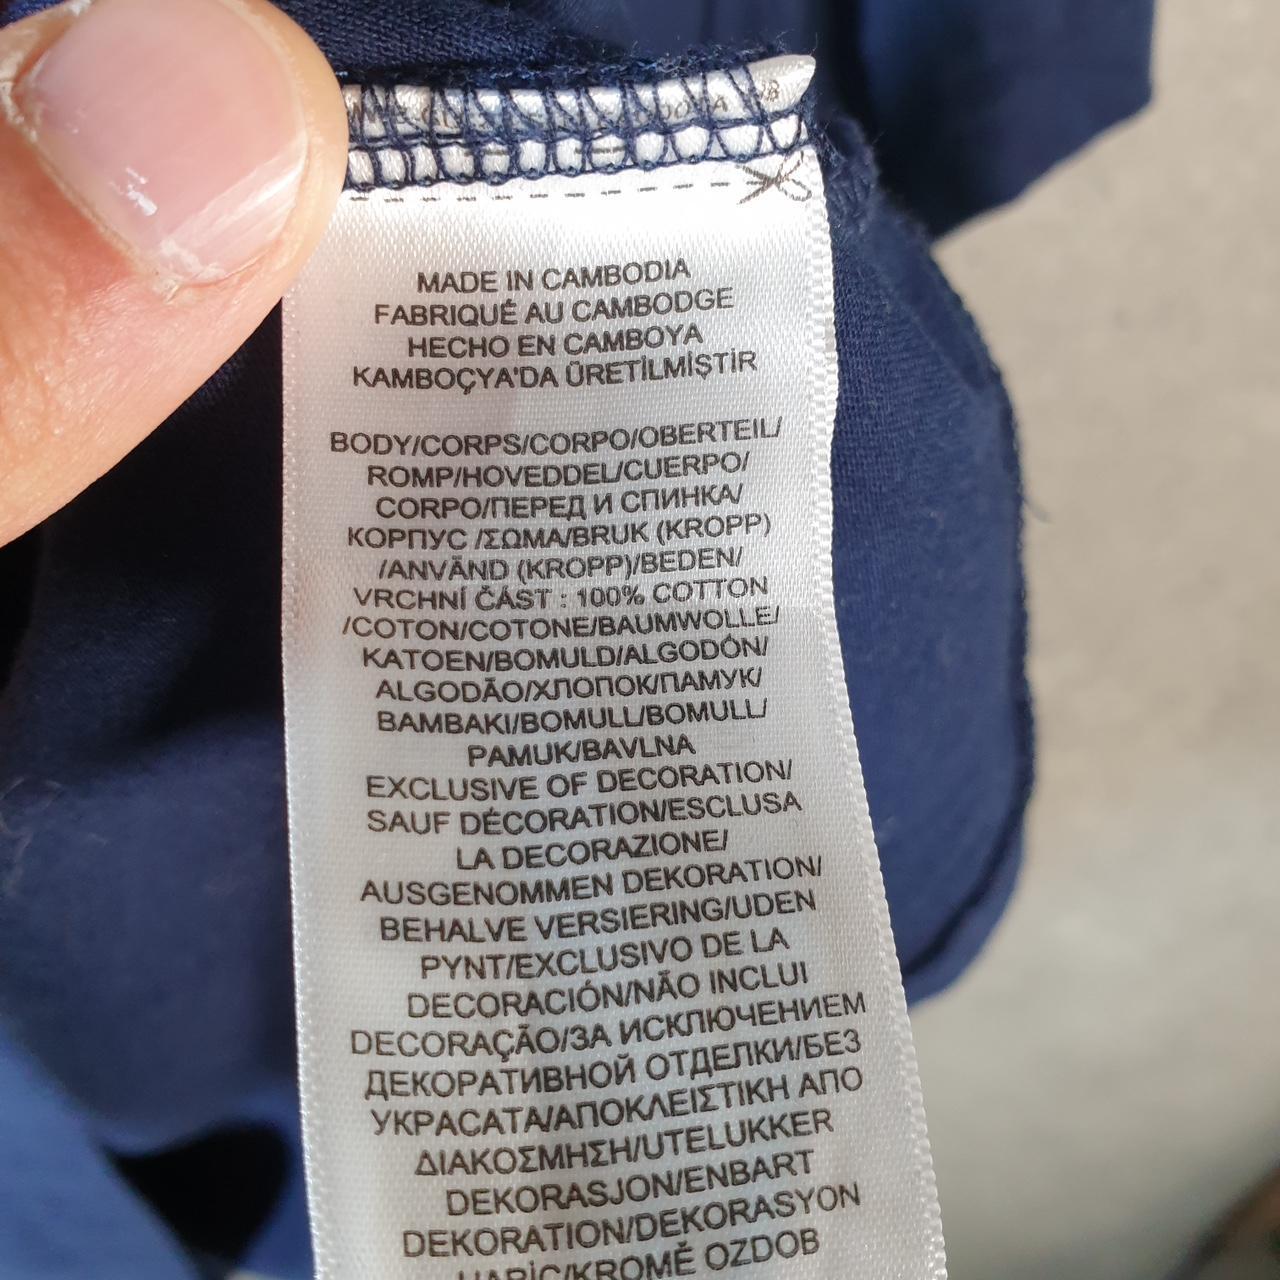 MADE IN CAMBODIA
FABRIQUÉ AU CAMBODGE
HECHO EN CAMBOYA
KAMBOÇYA'DA ÜRETİLMİŞTİR
BODY/CORPS/CORPO/OBERTEIL/
ROMP/HOVEDDEL/CUERPO/
CORPO/ПЕРЕД И СПИНКА/
КОРПУС /ΣΩΜΑ/BRUK (KROPP)
/ANVÄND (KROPP)/BEDEN/
VRCHNÍ ČÁST : 100% COTTON
/COTON/COTONE/BAUMWOLLE/
KATOEN/BOMULD/ALGODÓN/
ALGODÃO/ХЛОПОК/ПАМУК/
BAMBAKI/BOMULL/BOMULL/
PAMUK/BAVLNA
EXCLUSIVE OF DECORATION/
SAUF DÉCORATION/ESCLUSA
LA DECORAZIONE/
AUSGENOMMEN DEKORATION/
BEHALVE VERSIERING/UDEN
PYNT/EXCLUSIVO DE LA
DECORACIÓN/NÃO INCLUI
DECORAÇÃO/ЗА ИСКЛЮЧЕНИЕМ
ДЕКОРАТИВНОЙ ОТДЕЛКИ/БЕЗ
УКРАСАТА/ΑΠΟΚΛΕΙΣΤΙΚΗ ΑΠΟ
ΔΙΑΚΟΣΜΗΣΗ/UTELUKKER
DEKORASJON/ENBART
DEKORATION/DEKORASYON
HARİÇ/KROMĚ OZDOB